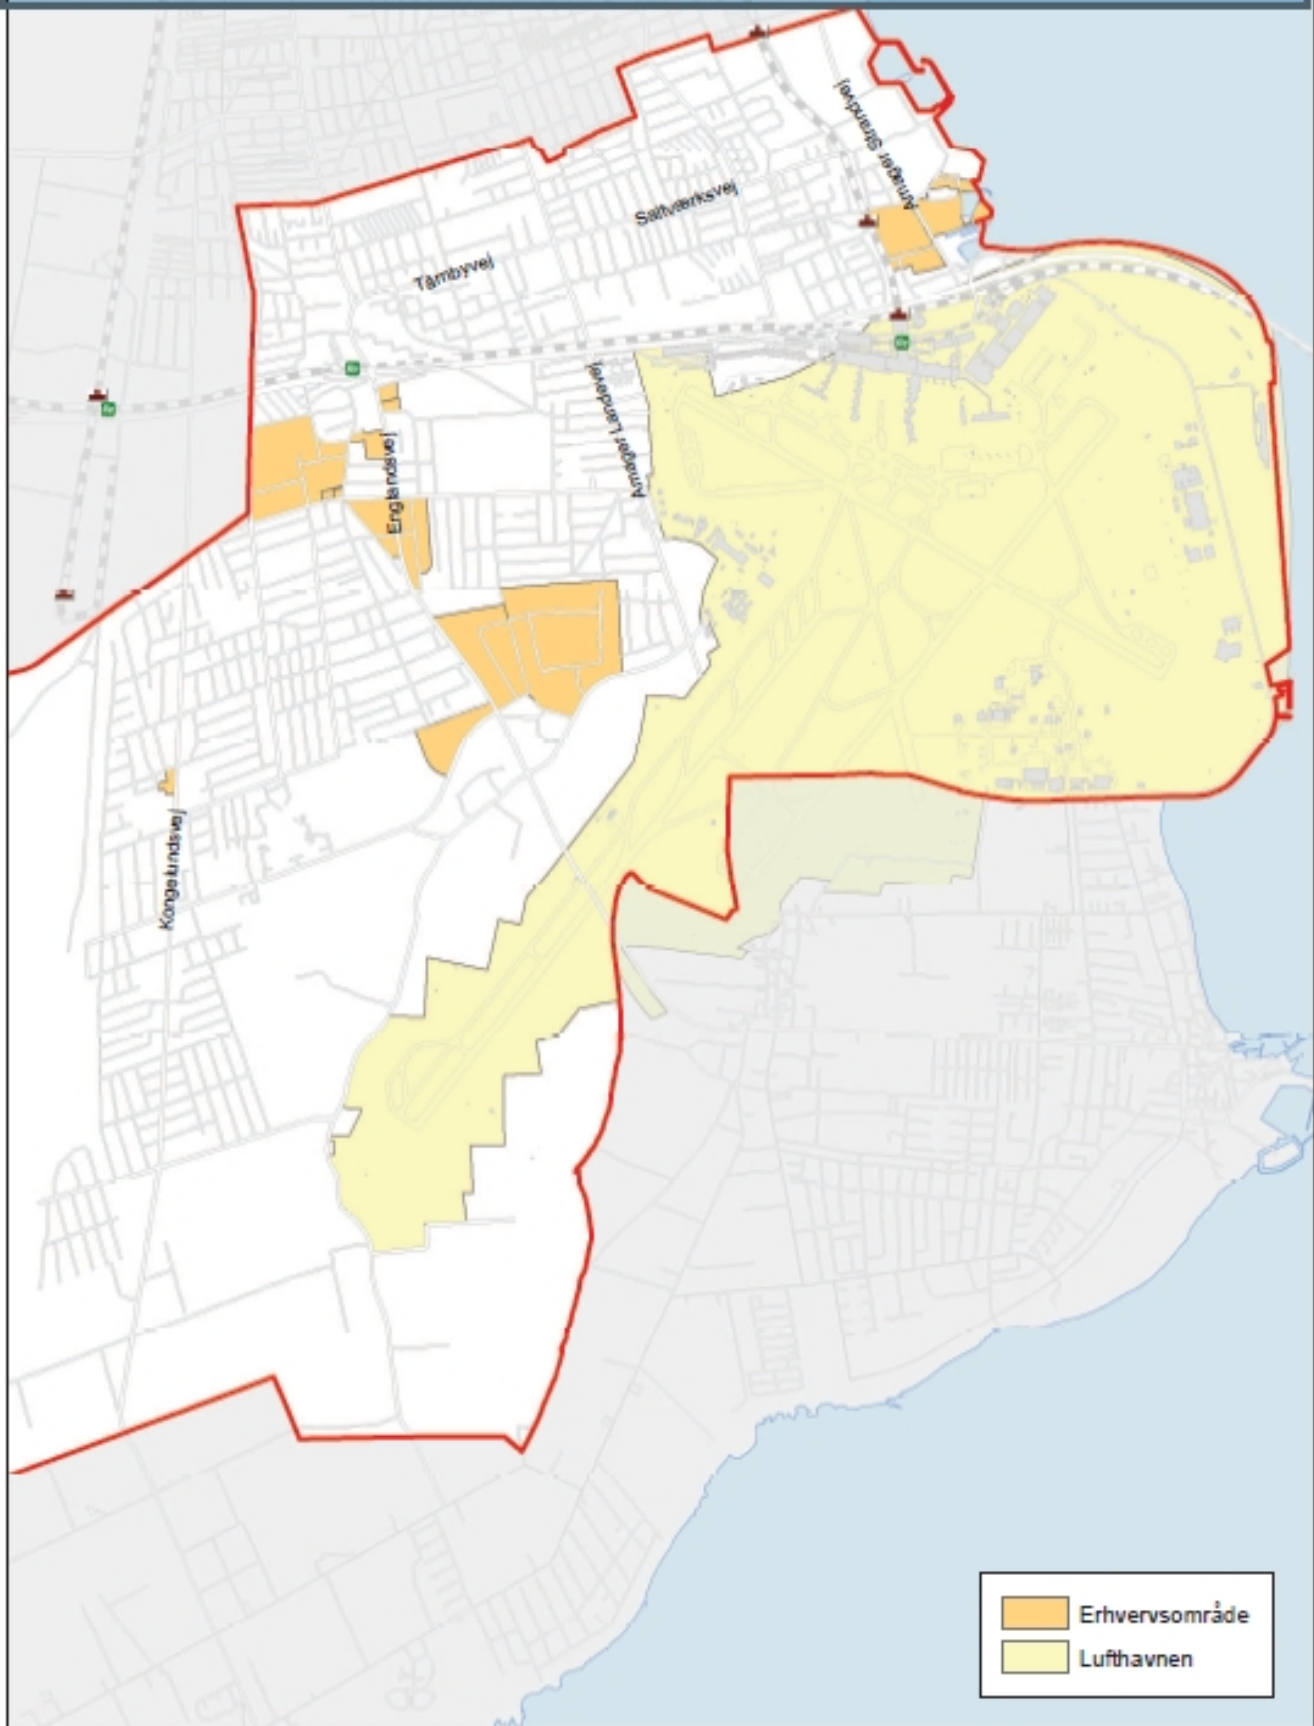 Amager Strandvej
Saltværksvej
Tårnbyvej
Amager Landevej
Englandsvej
Kongelundsvej
Erhvervsområde
Lufthavnen